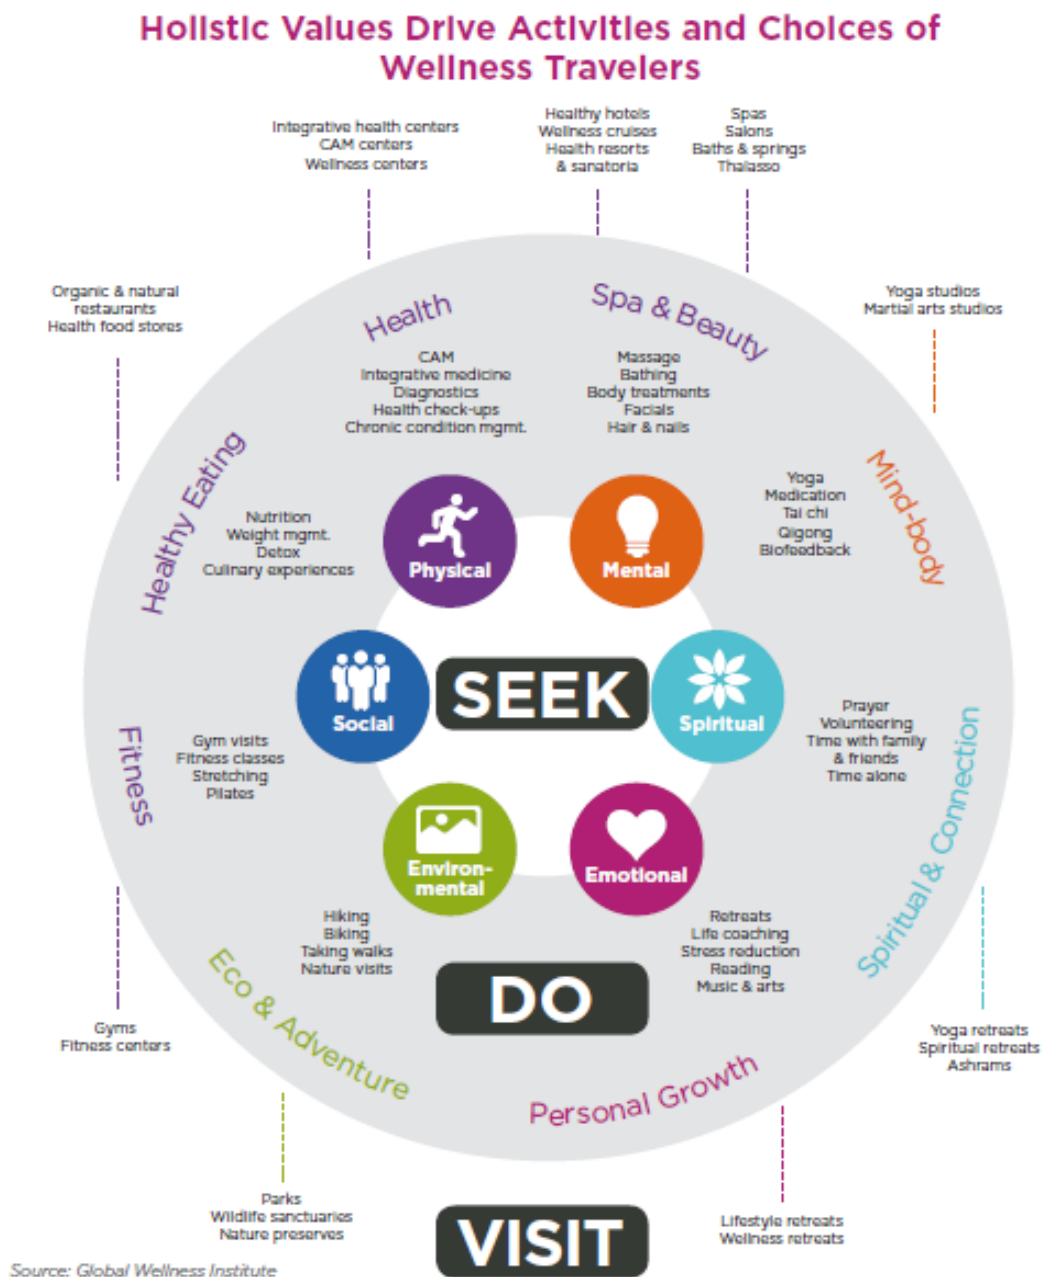 Holistic Values Drive Activities and Choices of
Wellness Travelers
Integrative health centers
CAM centers
Wellness centers
Healthy hotels
Wellness cruises
Health resorts
& sanatoria
Spas
Salons
Baths & springs
Thalasso
Organic & natural
restaurants
Health food stores
Yoga studios
Martial arts studios
Health
CAM
Integrative medicine
Diagnostics
Health check-ups
Chronic condition mgmt.
Spa & Beauty
Massage
Bathing
Body treatments
Facials
Hair & nails
Healthy Eating
Nutrition
Weight mgmt.
Detox
Culinary experiences
Mind-body
Yoga
Medication
Tai chi
Qigong
Biofeedback
Physical
Mental
Social
SEEK
Spiritual
Environ-
mental
Emotional
Fitness
Gym visits
Fitness classes
Stretching
Pilates
Spiritual & Connection
Prayer
Volunteering
Time with family
& friends
Time alone
Eco & Adventure
Hiking
Biking
Taking walks
Nature visits
DO
Personal Growth
Retreats
Life coaching
Stress reduction
Reading
Music & arts
Gyms
Fitness centers
Yoga retreats
Spiritual retreats
Ashrams
Parks
Wildlife sanctuaries
Nature preserves
VISIT
Lifestyle retreats
Wellness retreats
Source: Global Wellness Institute